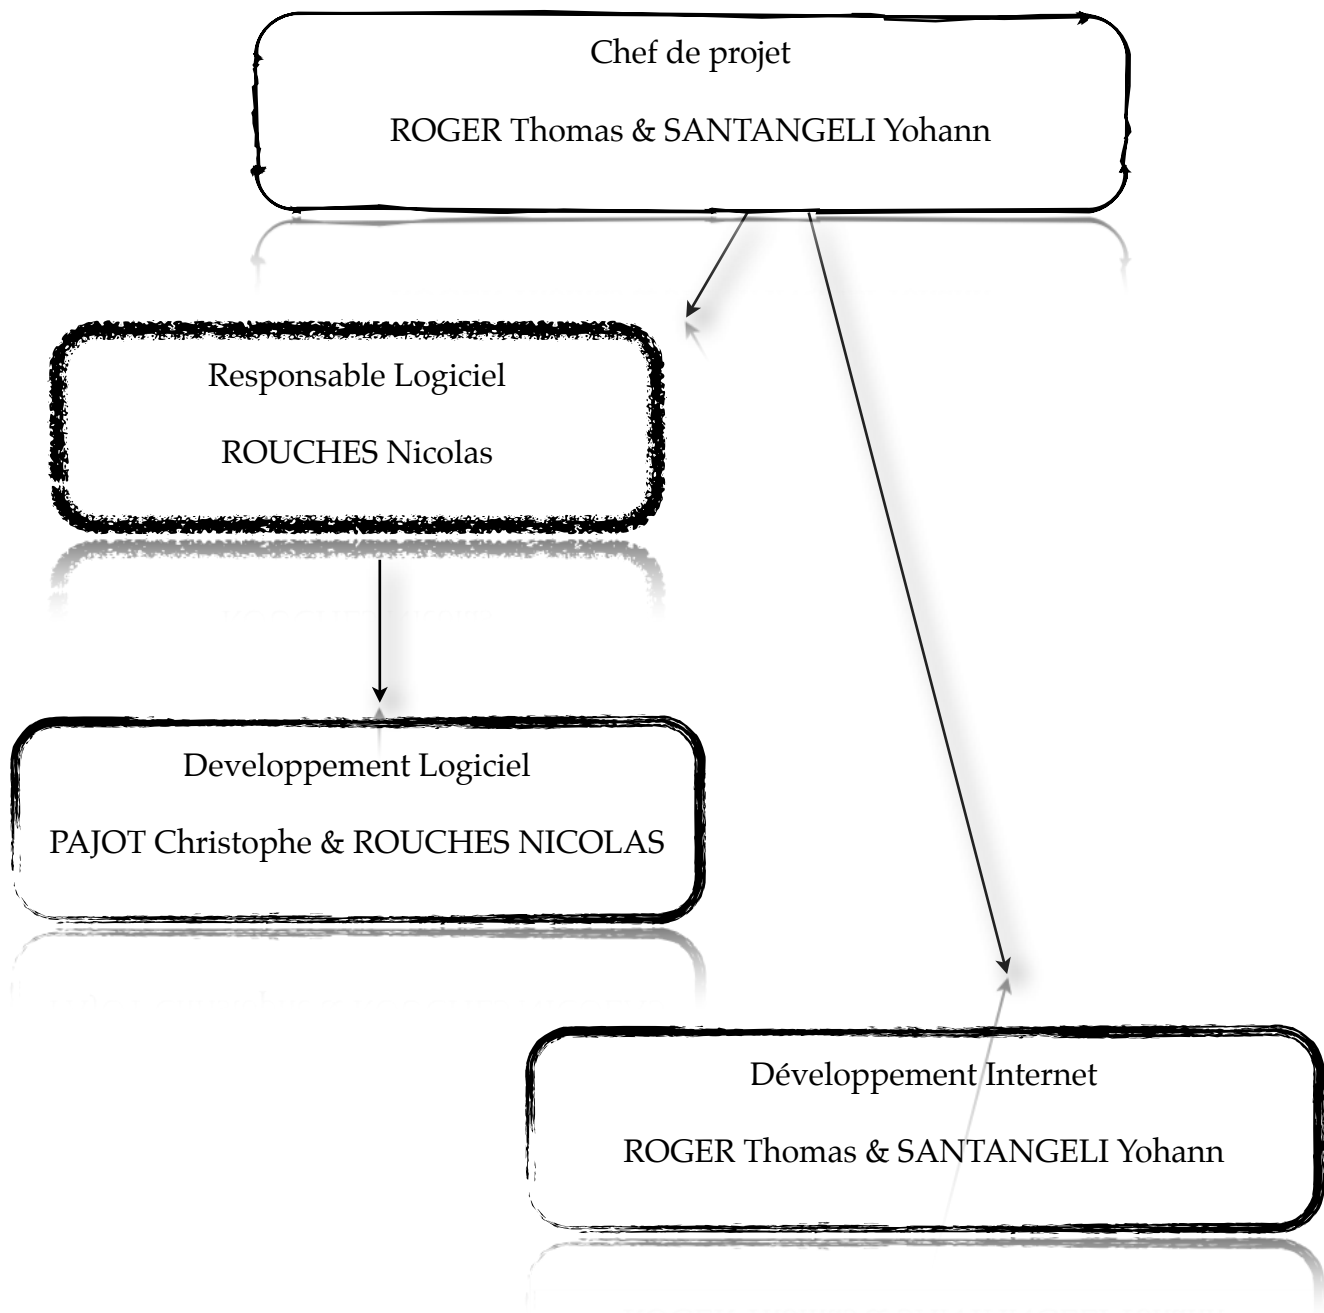 Chef de projet
ROGER Thomas & SANTANGELI Yohann
Responsable Logiciel
ROUCHES Nicolas
Developpement Logiciel
PAJOT Christophe & ROUCHES NICOLAS
Développement Internet
ROGER Thomas & SANTANGELI Yohann